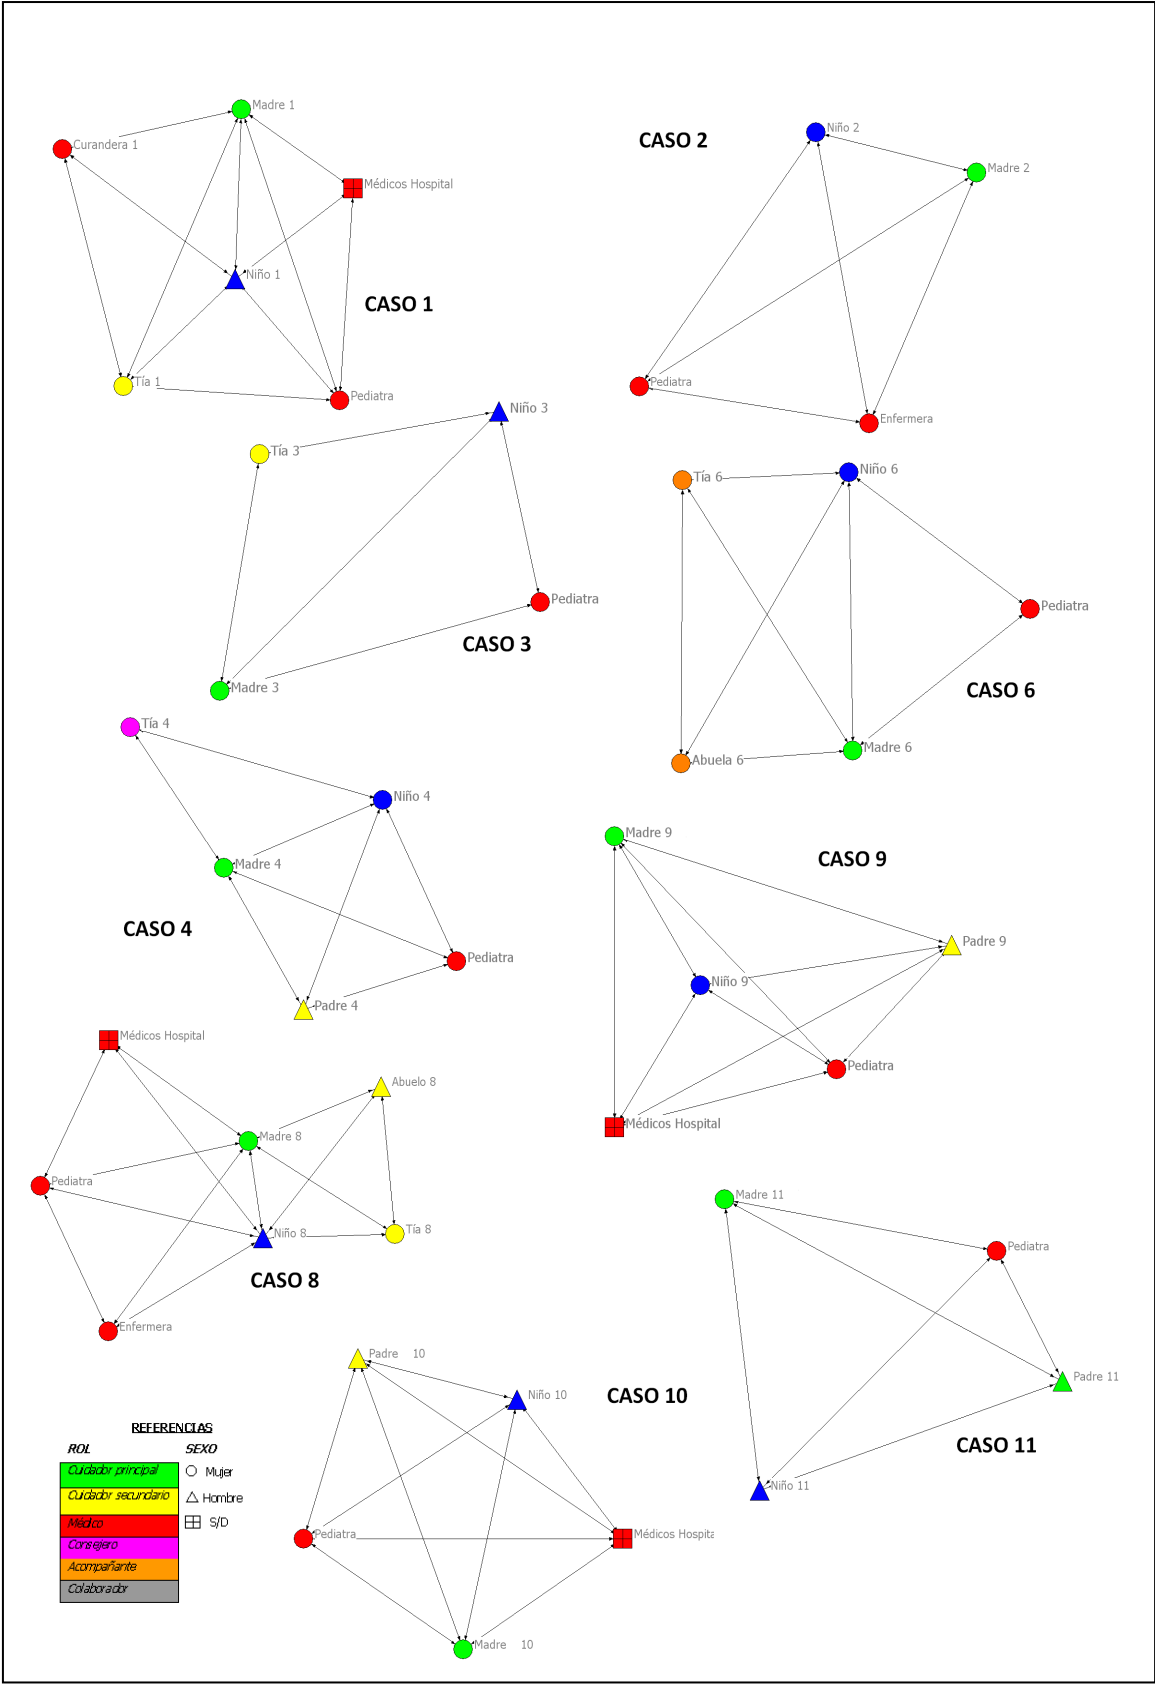 Madre 1
Curandera 1
Médicos Hospital
Niño 1
CASO 1
Tía 1
Pediatra
CASO 2
Niño 2
Madre 2
Pediatra
Enfermera
Niño 3
Tía 3
Pediatra
CASO 3
Madre 3
Tía 6
Niño 6
Pediatra
CASO 6
Madre 6
Abuela 6
Tía 4
Niño 4
Madre 4
CASO 4
Pediatra
Padre 4
Madre 9
CASO 9
Padre 9
Niño 9
Pediatra
Médicos Hospital
Médicos Hospital
Abuelo 8
Madre 8
Pediatra
Niño 8
Tía 8
CASO 8
Enfermera
Madre 11
Pediatra
Padre 11
CASO 11
Niño 11
Padre 10
Niño 10
CASO 10
Pediatra
Médicos Hospita
Madre 10
REFERENCIAS
ROL SEXO
Cuidador principal Mujer
Cuidador secundario Hombre
Médico S/D
Consejero
Acompañante
Colaborador